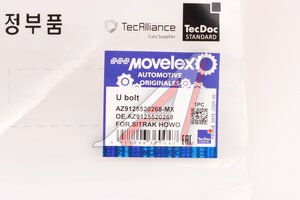 정부품
TecAlliance
Data Supplier
TecDoc
STANDARD
MOVELEX
AUTOMOTIVE
ORIGINALES
U bolt
AZ9125520268-MX
OE.AZ9125520268
FOR.SITRAK HOWO
1PC
EAC